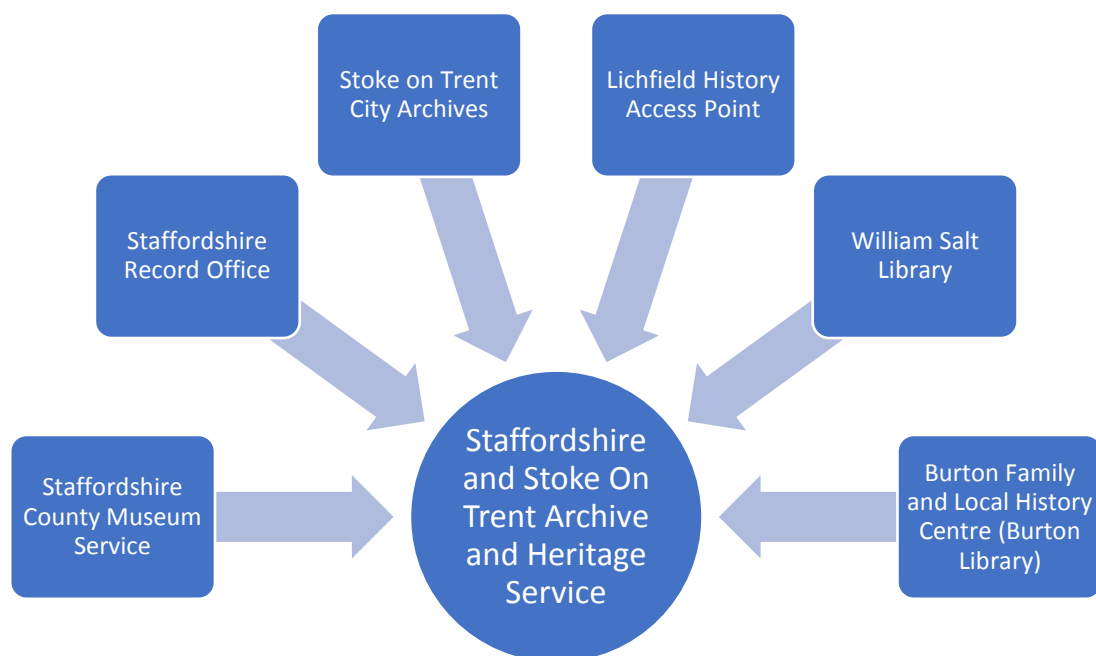 Stoke on Trent
City Archives
Lichfield History
Access Point
Staffordshire
Record Office
William Salt
Library
Staffordshire
County Museum
Service
Staffordshire
and Stoke On
Trent Archive
and Heritage
Service
Burton Family
and Local History
Centre (Burton
Library)